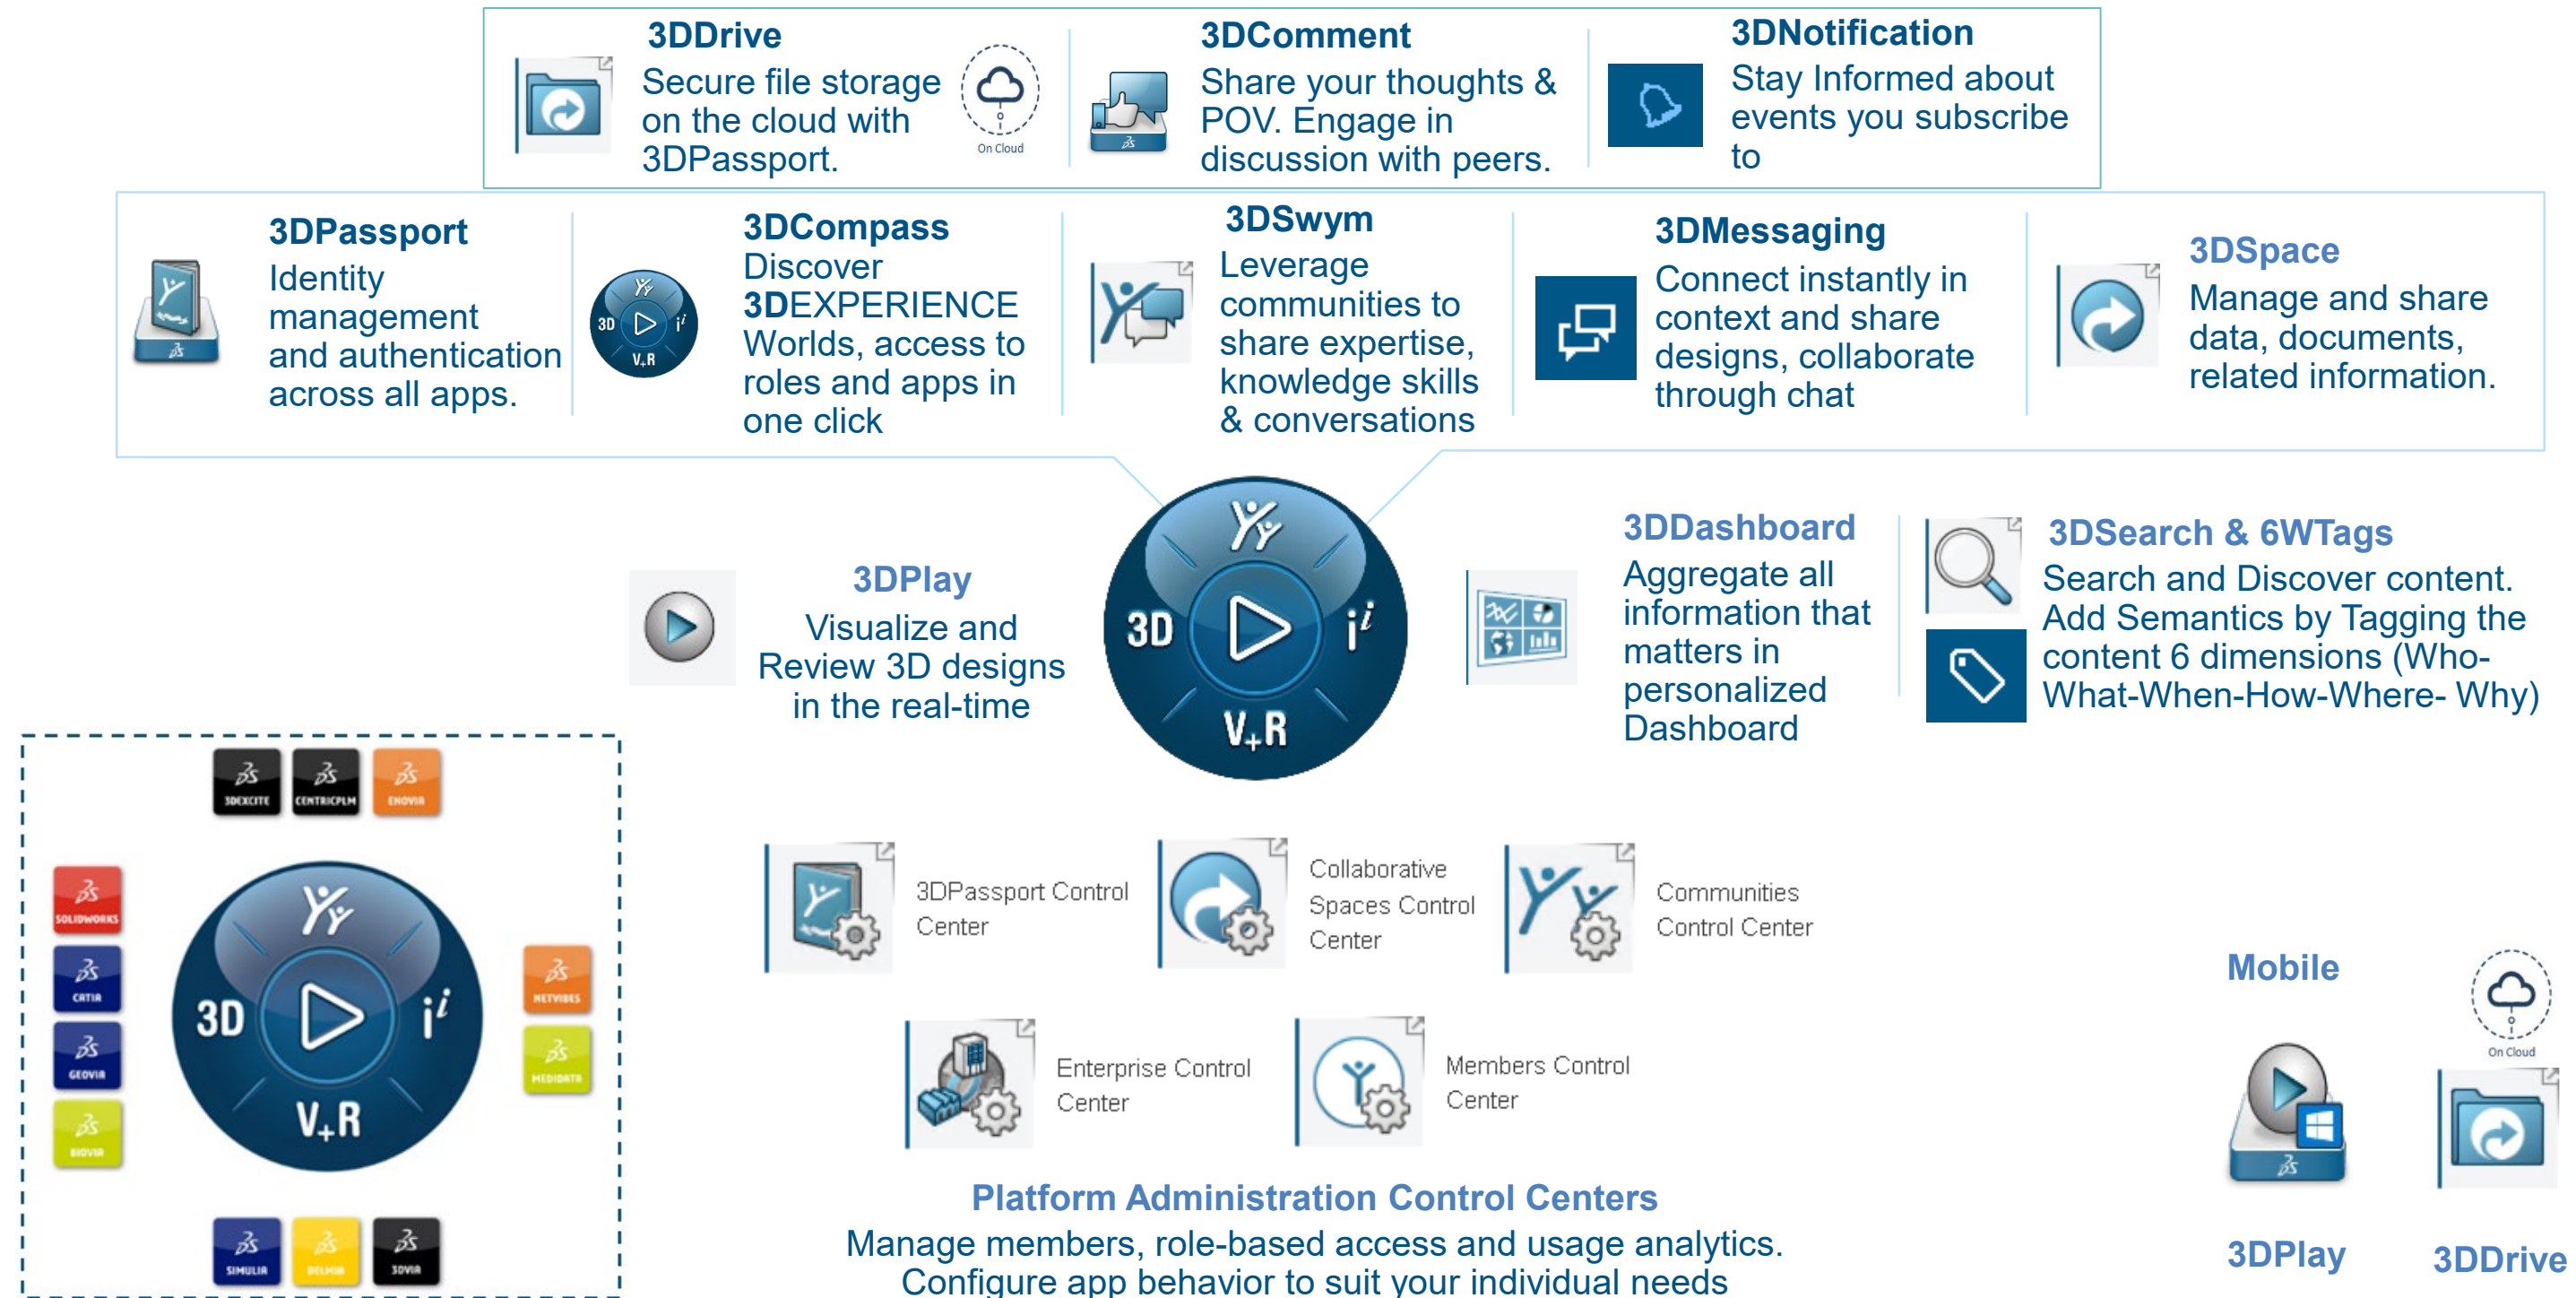 3DDrive
Secure file storage
on the cloud with
3DPassport.
On Cloud
3DComment
Share your thoughts &
POV. Engage in
discussion with peers.
3DNotification
Stay Informed about
events you subscribe
to
3DPassport
Identity
management
and authentication
across all apps.
3DCompass
Discover
3DEXPERIENCE
Worlds, access to
roles and apps in
one click
3D
i i
V+R
3DSwym
Leverage
communities to
share expertise,
knowledge skills
& conversations
3DMessaging
Connect instantly in
context and share
designs, collaborate
through chat
3DSpace
Manage and share
data, documents,
related information.
3DPlay
Visualize and
Review 3D designs
in the real-time
3D
i i
V+R
3DDashboard
Aggregate all
information that
matters in
personalized
Dashboard
3DSearch & 6WTags
Search and Discover content.
Add Semantics by Tagging the
content 6 dimensions (Who-
What-When-How-Where- Why)
3DEXCITE
CENTRICPLM
ENOVIA
SOLIDWORKS
CATIA
GEOVIA
BIOVIA
3D
i i
V+R
NETVIBES
MEDIDATA
SIMULIA
DELMIA
3DVIA
3DPassport Control
Center
Collaborative
Spaces Control
Center
Communities
Control Center
Enterprise Control
Center
Members Control
Center
Platform Administration Control Centers
Manage members, role-based access and usage analytics.
Configure app behavior to suit your individual needs
Mobile
On Cloud
3DPlay
3DDrive